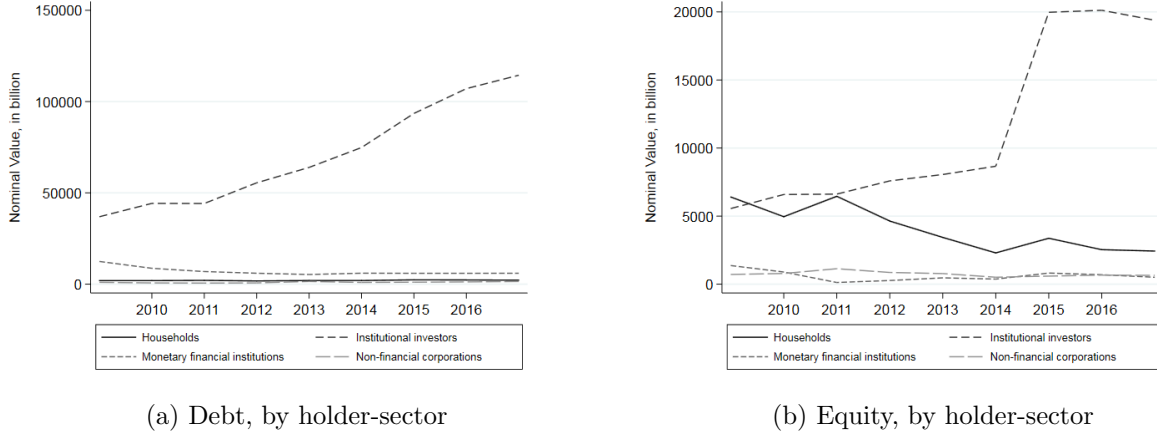 150000
100000
50000
0
Nominal Value, in billion
2010 2011 2012 2013 2014 2015 2016
Households
Institutional investors
Monetary financial institutions
Non-financial corporations
(a) Debt, by holder-sector
20000
15000
10000
5000
0
Nominal Value, in billion
2010 2011 2012 2013 2014 2015 2016
Households
Institutional investors
Monetary financial institutions
Non-financial corporations
(b) Equity, by holder-sector